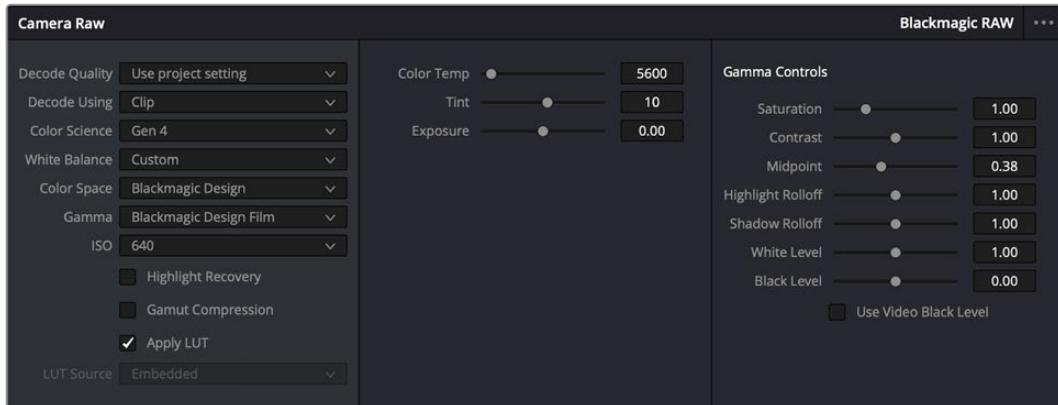 Camera Raw
Blackmagic RAW
Decode Quality Use project setting
Decode Using Clip
Color Science Gen 4
White Balance Custom
Color Space Blackmagic Design
Gamma Blackmagic Design Film
ISO 640
Highlight Recovery
Gamut Compression
Apply LUT
LUT Source Embedded
Color Temp 5600
Tint 10
Exposure 0.00
Gamma Controls
Saturation 1.00
Contrast 1.00
Midpoint 0.38
Highlight Rolloff 1.00
Shadow Rolloff 1.00
White Level 1.00
Black Level 0.00
Use Video Black Level